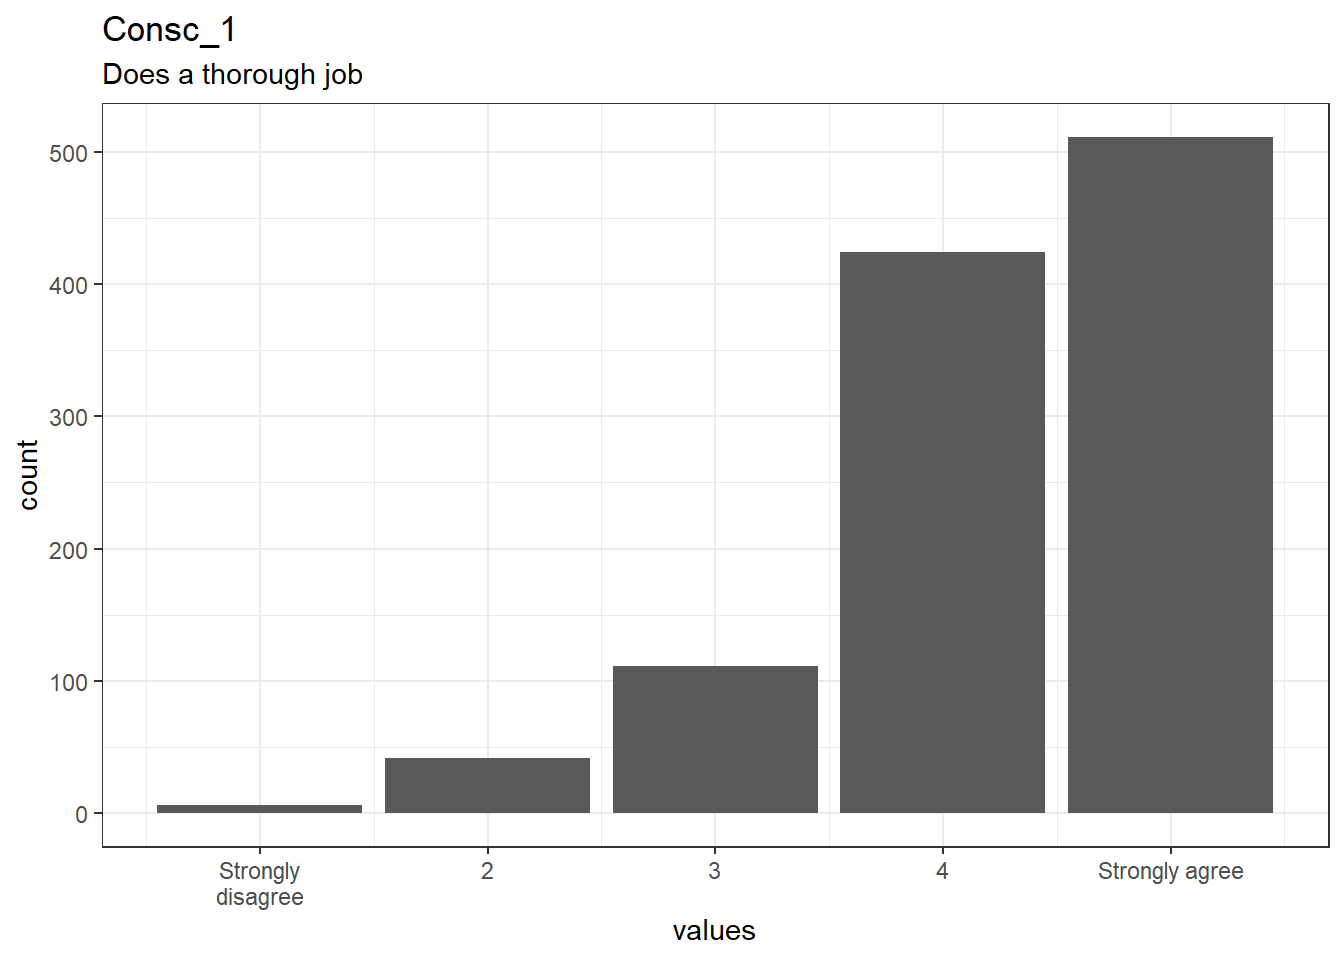 Consc_1
Does a thorough job
500
400
300
200
100
0
count
Strongly
disagree
2
3
4
Strongly agree
values